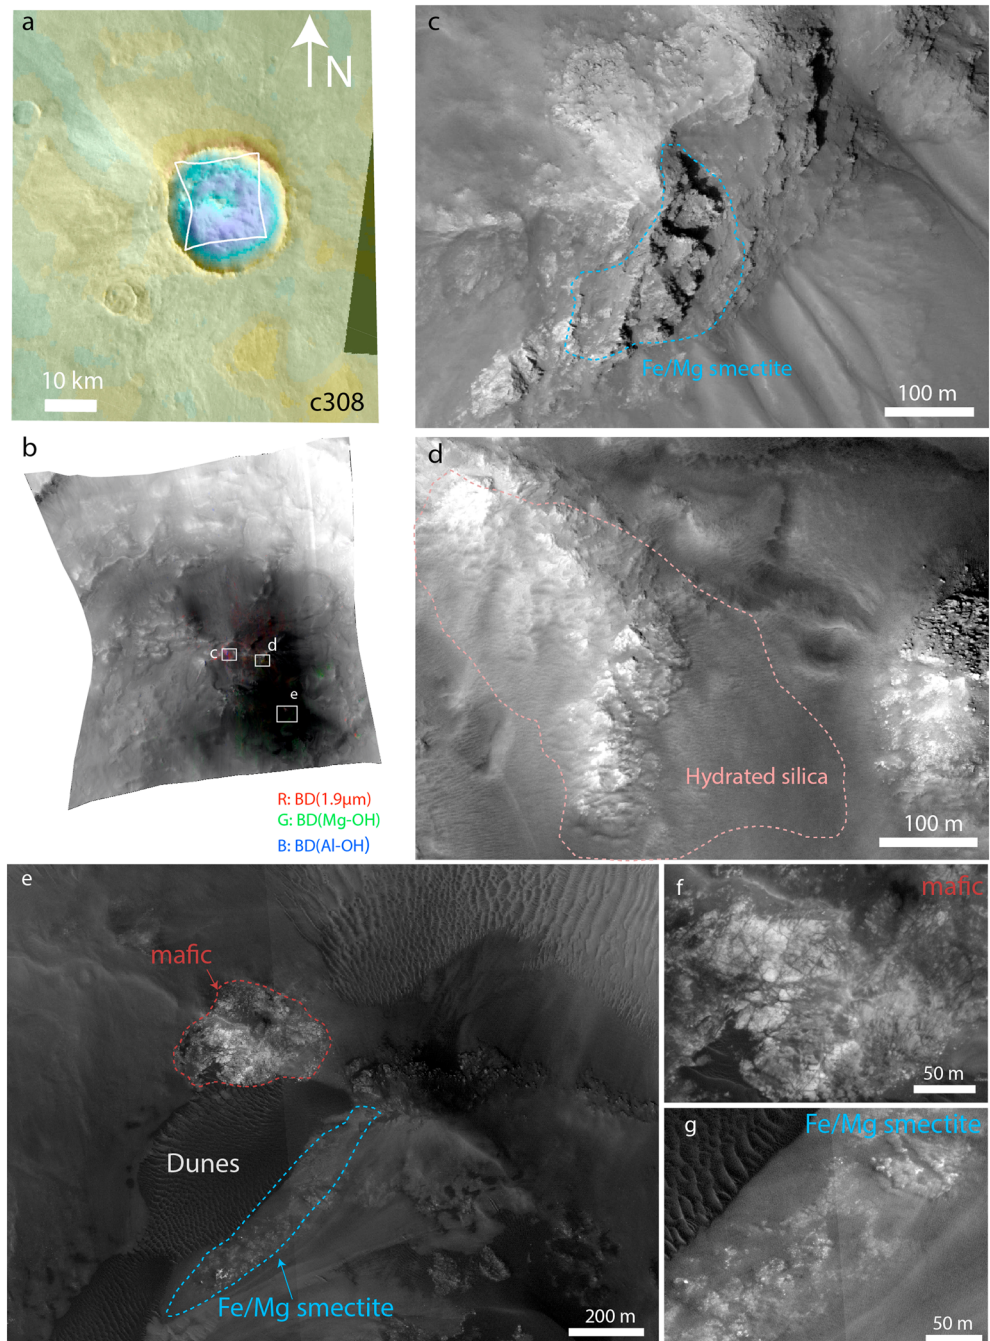 a
N
10 km
c308
b
c
d
e
R: BD(1.9µm)
G: BD(Mg-OH)
B: BD(Al-OH)
c
Fe/Mg smectite
100 m
d
Hydrated silica
100 m
e
mafic
Dunes
Fe/Mg smectite
200 m
f
mafic
50 m
g
Fe/Mg smectite
50 m